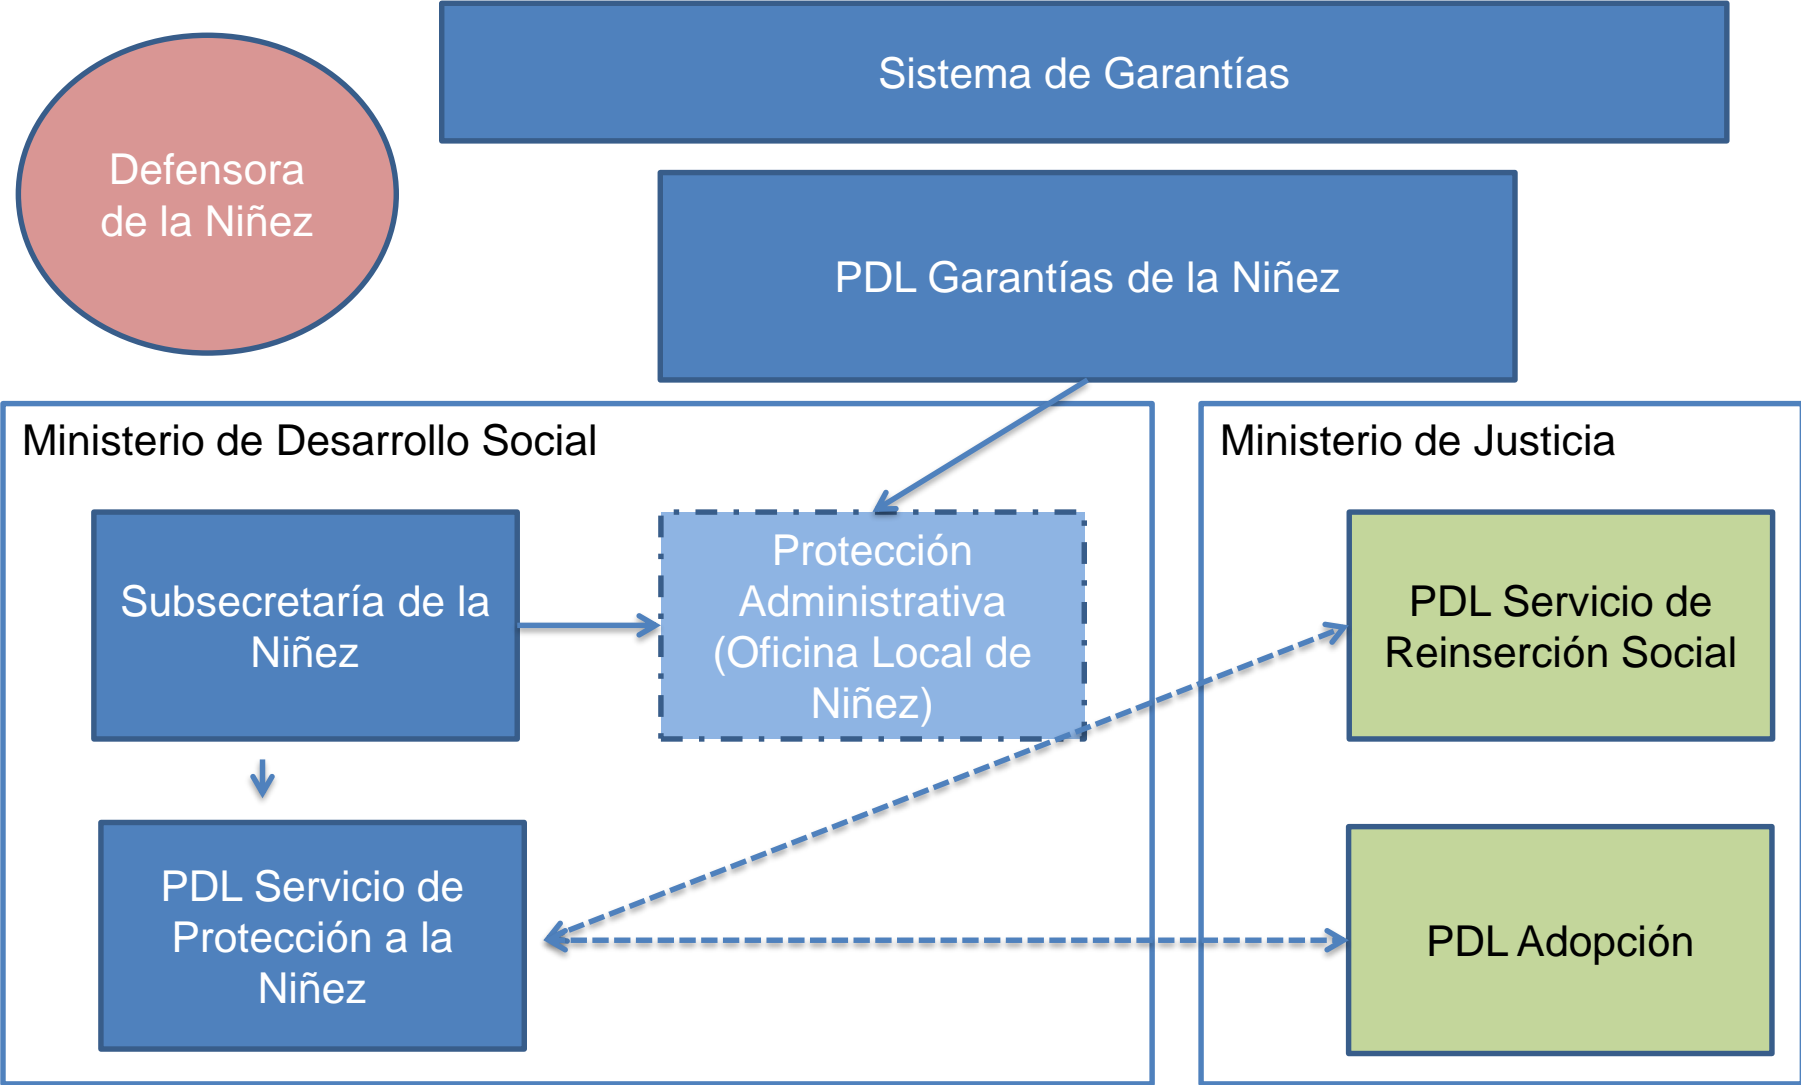 Sistema de Garantías
Defensora
de la Niñez
PDL Garantías de la Niñez
Ministerio de Desarrollo Social
Subsecretaría de la
Niñez
Protección
Administrativa
(Oficina Local de
Niñez)
PDL Servicio de
Protección a la
Niñez
Ministerio de Justicia
PDL Servicio de
Reinserción Social
PDL Adopción